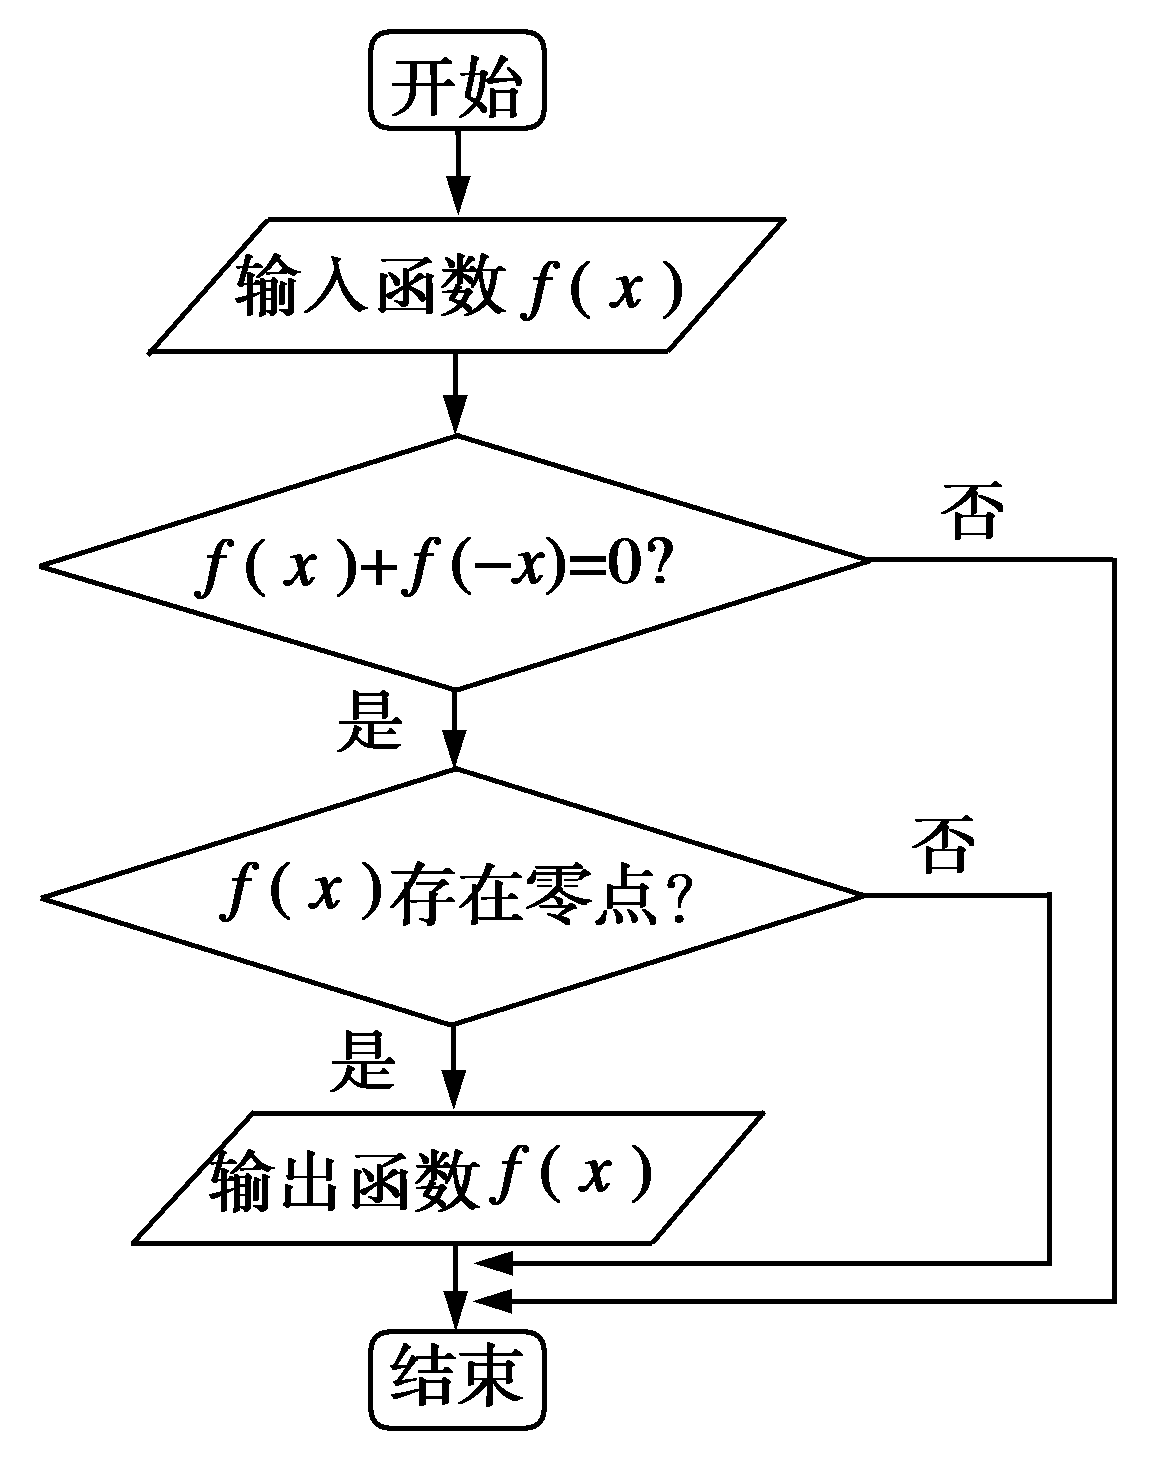 开始
输入函数 f(x)
f(x)+f(-x)=0?
否
是
f(x)存在零点?
否
是
输出函数 f(x)
结束